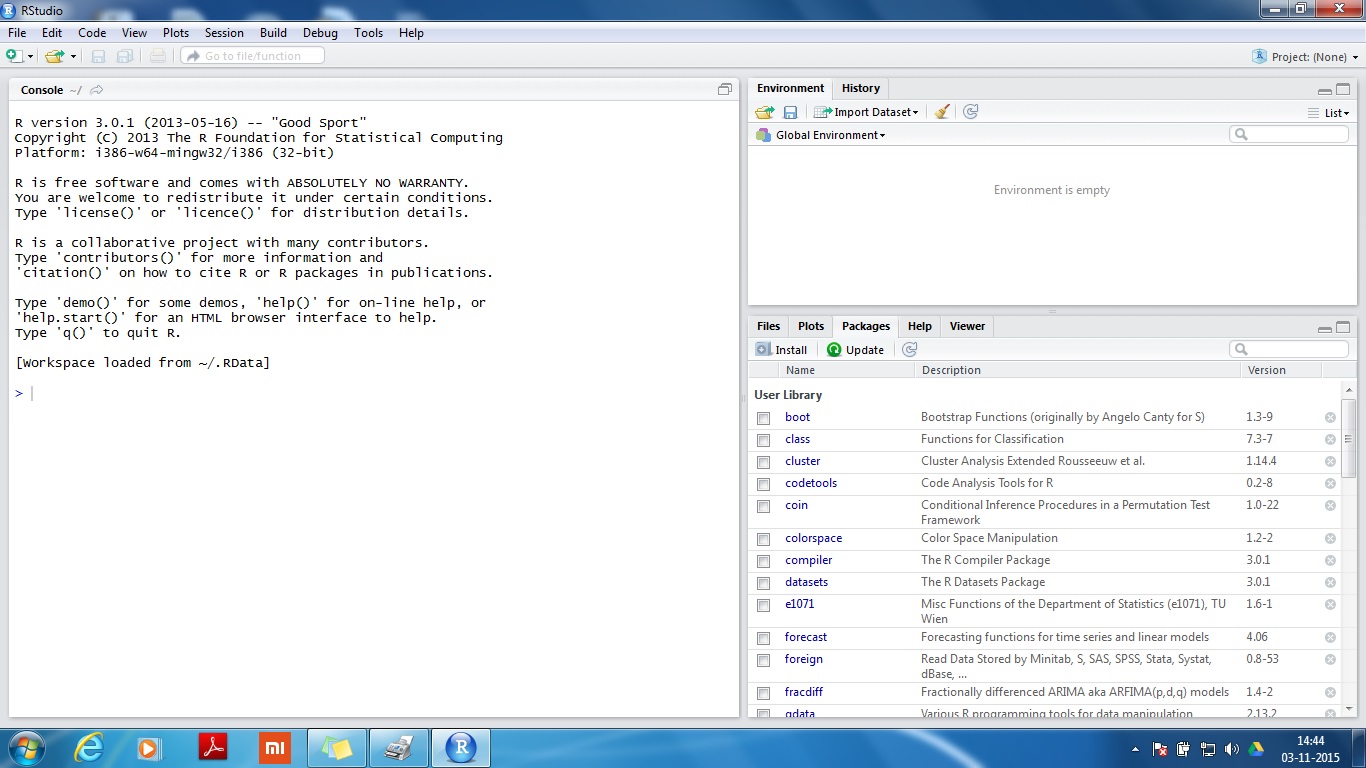 RStudio
File Edit Code View Plots Session Build Debug Tools Help
Go to file/function
Project: (None)
Console ~/
R version 3.0.1 (2013-05-16) -- "Good Sport"
Copyright (C) 2013 The R Foundation for Statistical Computing
Platform: i386-w64-mingw32/i386 (32-bit)
R is free software and comes with ABSOLUTELY NO WARRANTY.
You are welcome to redistribute it under certain conditions.
Type 'license()' or 'licence()' for distribution details.
R is a collaborative project with many contributors.
Type 'contributors()' for more information and
'citation()' on how to cite R or R packages in publications.
Type 'demo()' for some demos, 'help()' for on-line help, or
'help.start()' for an HTML browser interface to help.
Type 'q()' to quit R.
[Workspace loaded from ~/.RData]
>
Environment History
Import Dataset List
Global Environment
Environment is empty
Files Plots Packages Help Viewer
Install Update
Name Description Version
User Library
boot Bootstrap Functions (originally by Angelo Canty for S) 1.3-9
class Functions for Classification 7.3-7
cluster Cluster Analysis Extended Rousseeuw et al. 1.14.4
codetools Code Analysis Tools for R 0.2-8
coin Conditional Inference Procedures in a Permutation Test 1.0-22
Framework
colorspace Color Space Manipulation 1.2-2
compiler The R Compiler Package 3.0.1
datasets The R Datasets Package 3.0.1
e1071 Misc Functions of the Department of Statistics (e1071), TU 1.6-1
Wien
forecast Forecasting functions for time series and linear models 4.06
foreign Read Data Stored by Minitab, S, SAS, SPSS, Stata, Systat, 0.8-53
dBase, ...
fracdiff Fractionally differenced ARIMA aka ARFIMA(p,d,q) models 1.4-2
gdata Various R programming tools for data manipulation 2.13.2
mi
R
14:44
03-11-2015